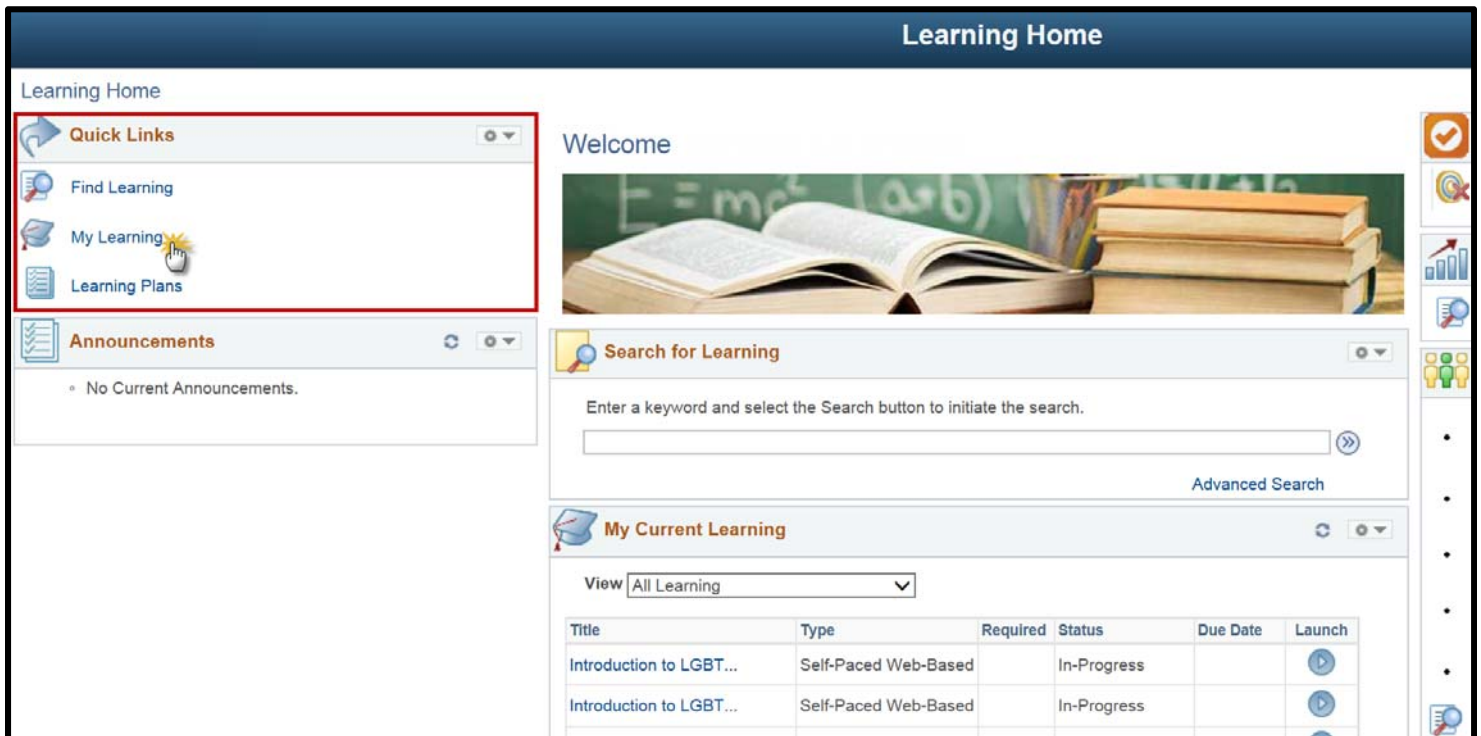 Learning Home
Learning Home
Quick Links
Find Learning
My Learning
Learning Plans
Announcements
No Current Announcements.
Welcome
E = mc² (a+b)
Search for Learning
Enter a keyword and select the Search button to initiate the search.
Advanced Search
My Current Learning
View All Learning
Title Type Required Status Due Date Launch
Introduction to LGBT... Self-Paced Web-Based In-Progress
Introduction to LGBT... Self-Paced Web-Based In-Progress